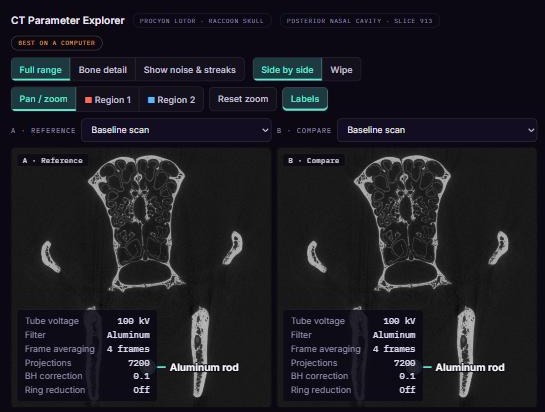 CT Parameter Explorer
PROCYON LOTOR · RACCOON SKULL
POSTERIOR NASAL CAVITY · SLICE 913
BEST ON A COMPUTER
Full range
Bone detail
Show noise & streaks
Side by side
Wipe
Pan / zoom
Region 1
Region 2
Reset zoom
Labels
A · REFERENCE
Baseline scan
B · COMPARE
Baseline scan
A · Reference
Tube voltage 100 kV
Filter Aluminum
Frame averaging 4 frames
Projections 7200
BH correction 0.1
Ring reduction Off
Aluminum rod
B · Compare
Tube voltage 100 kV
Filter Aluminum
Frame averaging 4 frames
Projections 7200
BH correction 0.1
Ring reduction Off
Aluminum rod